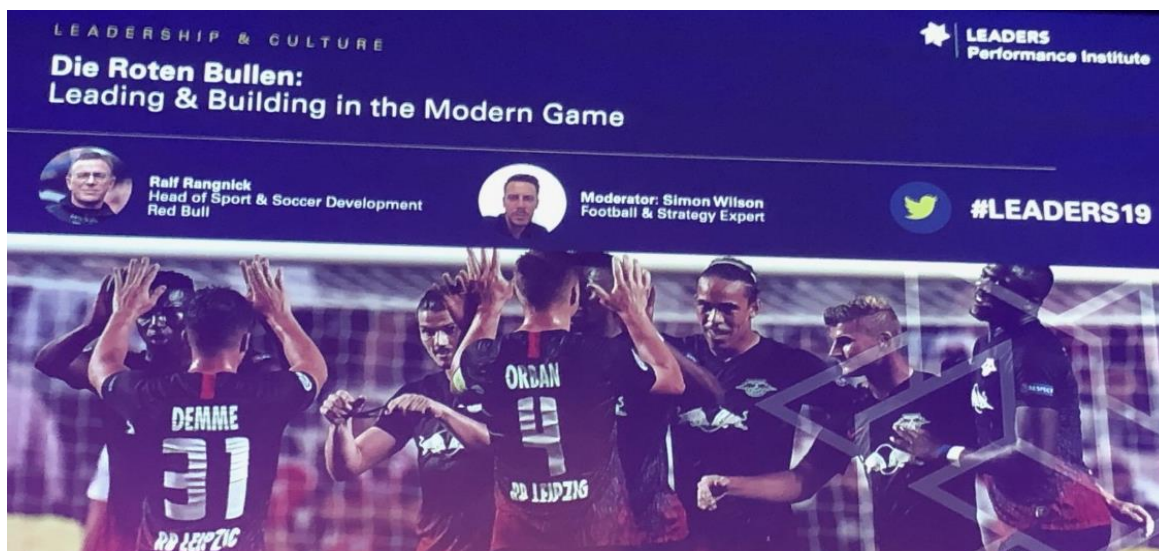 LEADERSHIP & CULTURE
Die Roten Bullen:
Leading & Building in the Modern Game
LEADERS
Performance Institute
Ralf Rangnick
Head of Sport & Soccer Development
Red Bull
Moderator: Simon Wilson
Football & Strategy Expert
#LEADERS19
DEMME
31
RB LEIPZIG
ORBAN
4
RB LEIPZIG
RESPECT